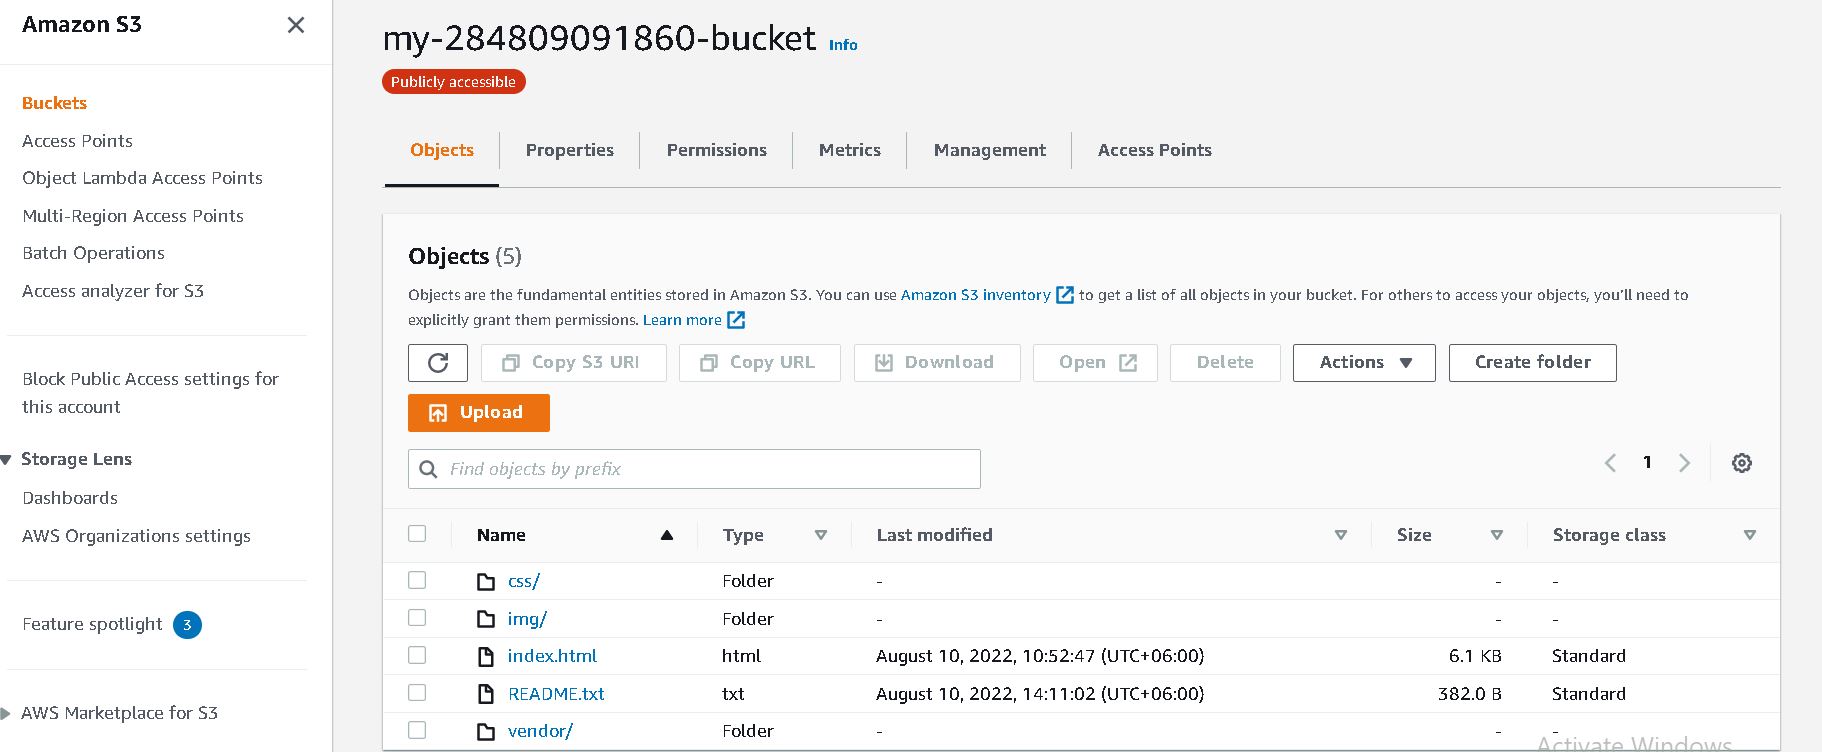 Amazon S3
Buckets
Access Points
Object Lambda Access Points
Multi-Region Access Points
Batch Operations
Access analyzer for S3
Block Public Access settings for
this account
Storage Lens
Dashboards
AWS Organizations settings
Feature spotlight 3
AWS Marketplace for S3
my-284809091860-bucket Info
Publicly accessible
Objects Properties Permissions Metrics Management Access Points
Objects (5)
Objects are the fundamental entities stored in Amazon S3. You can use Amazon S3 inventory to get a list of all objects in your bucket. For others to access your objects, you'll need to
explicitly grant them permissions. Learn more
Copy S3 URI Copy URL Download Open Delete Actions Create folder
Upload
Find objects by prefix 1
Name Type Last modified Size Storage class
css/ Folder - - -
img/ Folder - - -
index.html html August 10, 2022, 10:52:47 (UTC+06:00) 6.1 KB Standard
README.txt txt August 10, 2022, 14:11:02 (UTC+06:00) 382.0 B Standard
vendor/ Folder - - -
Activate Windows